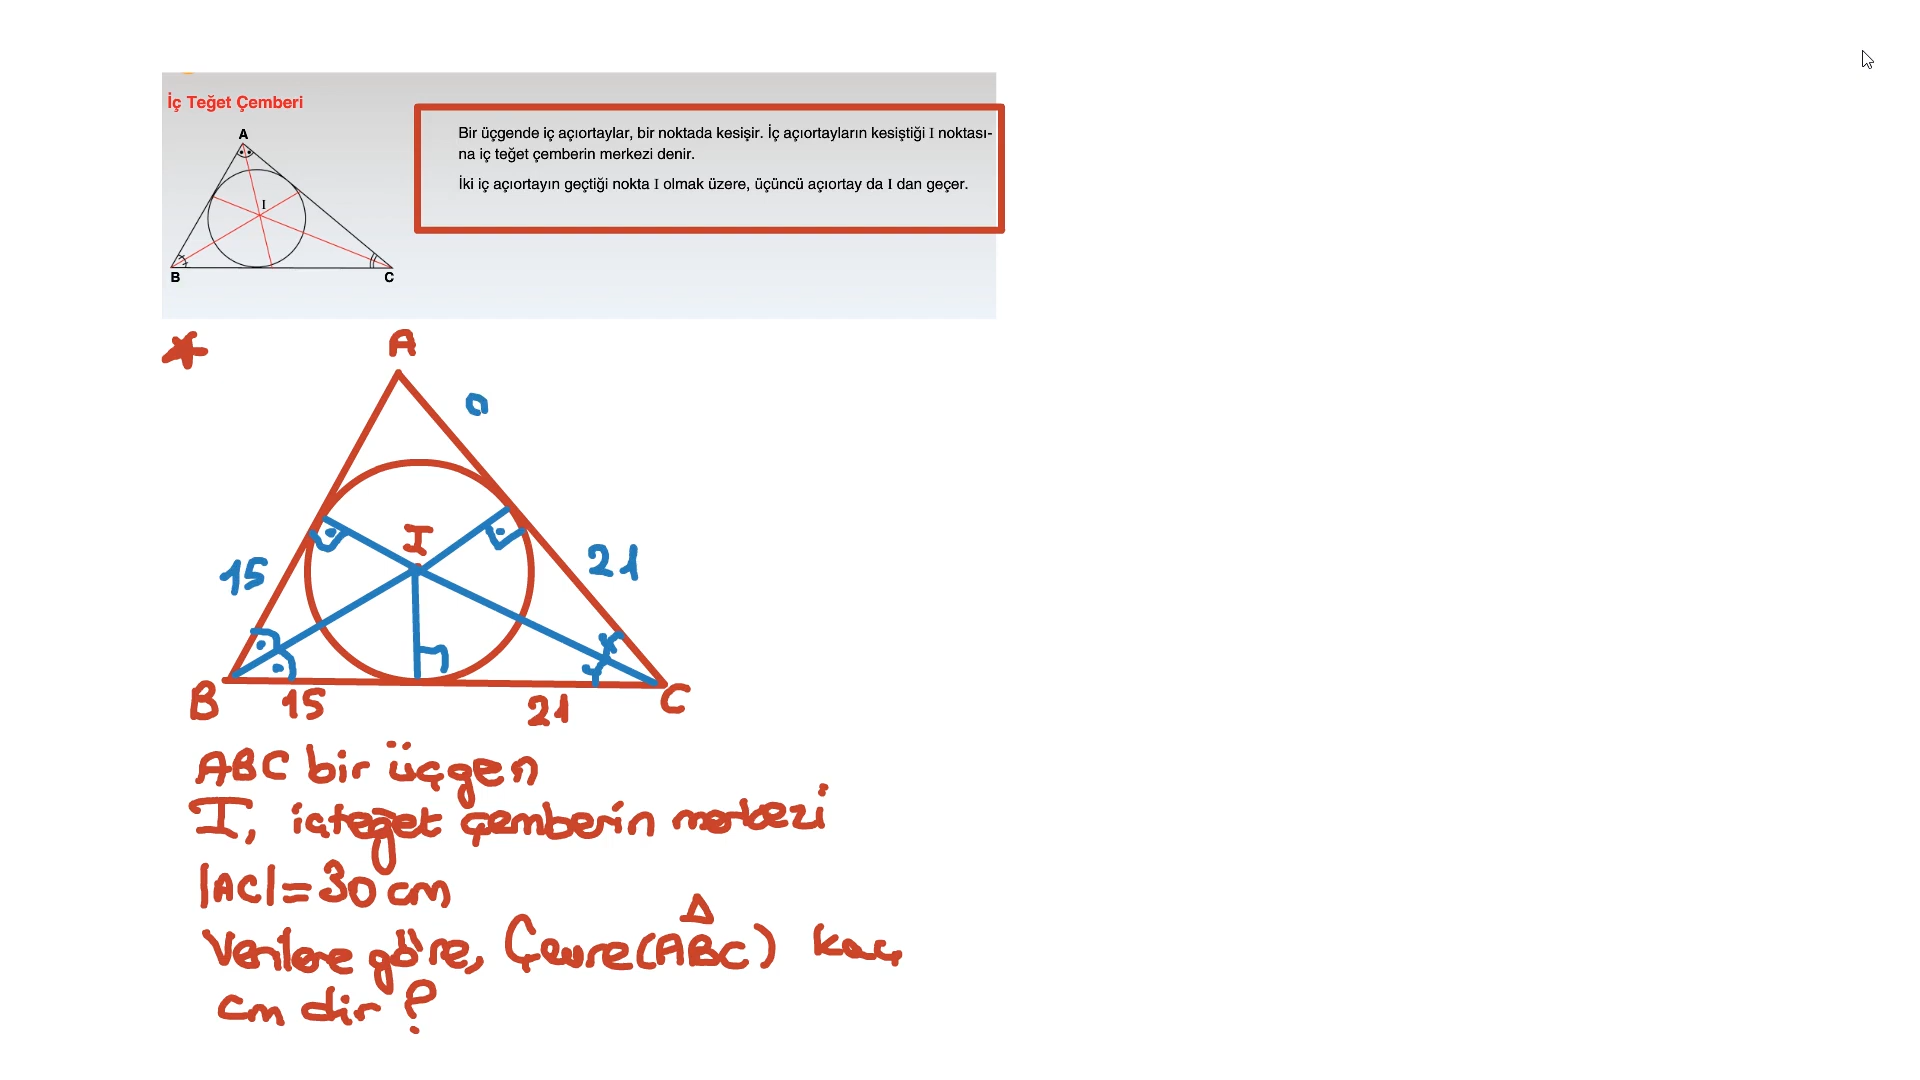 İç Teğet Çemberi
A
I
B
C
Bir üçgende iç açıortaylar, bir noktada kesişir. İç açıortayların kesiştiği I noktası-
na iç teğet çemberin merkezi denir.
İki iç açıortayın geçtiği nokta I olmak üzere, üçüncü açıortay da I dan geçer.
A
I
15
21
B
15
21
C
ABC bir üçgen
I, içteğet çemberin merkezi
|AC|=30 cm
Verilere göre, Çevre(ABC) kaç
cm dir ?